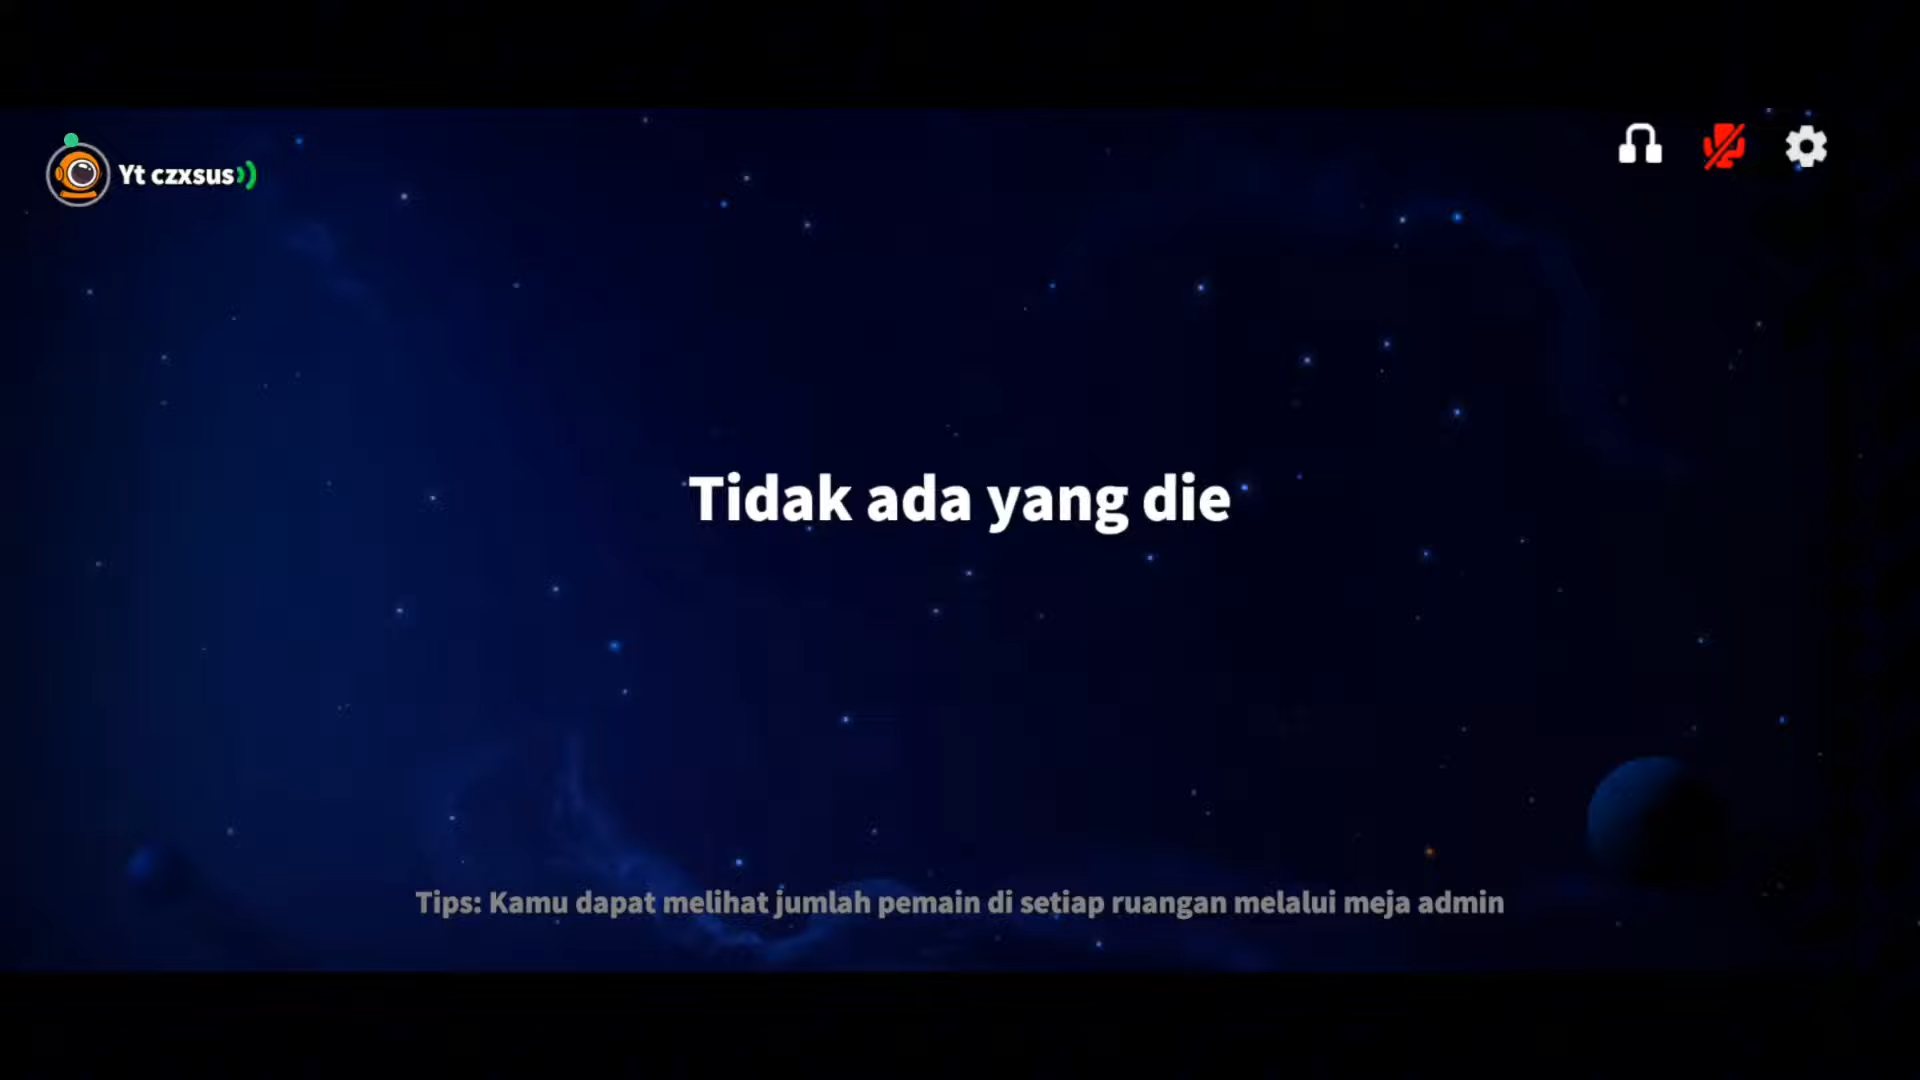 Yt czxsus
Tidak ada yang die
Tips: Kamu dapat melihat jumlah pemain di setiap ruangan melalui meja admin